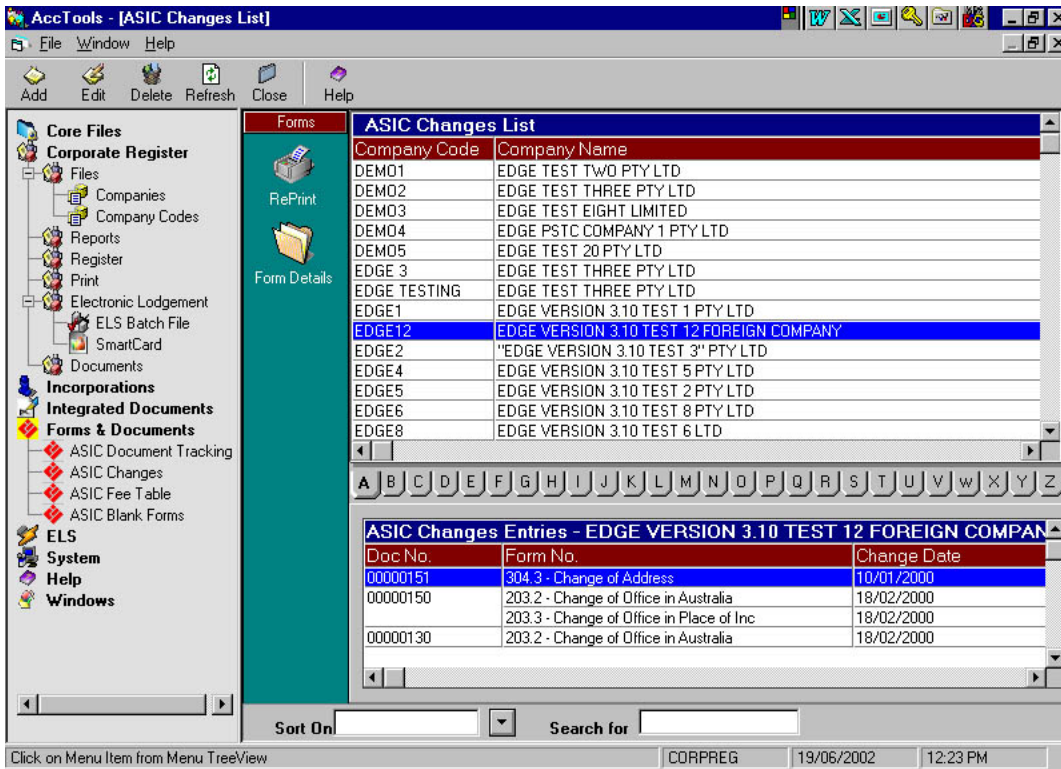 AccTools - [ASIC Changes List]
File Window Help
Add Edit Delete Refresh Close Help
Core Files
Corporate Register
Files
Companies
Company Codes
Reports
Register
Print
Electronic Lodgement
ELS Batch File
SmartCard
Documents
Incorporations
Integrated Documents
Forms & Documents
ASIC Document Tracking
ASIC Changes
ASIC Fee Table
ASIC Blank Forms
ELS
System
Help
Windows
Forms
RePrint
Form Details
ASIC Changes List
Company Code Company Name
DEMO1 EDGE TEST TWO PTY LTD
DEMO2 EDGE TEST THREE PTY LTD
DEMO3 EDGE TEST EIGHT LIMITED
DEMO4 EDGE PSTC COMPANY 1 PTY LTD
DEMO5 EDGE TEST 20 PTY LTD
EDGE 3 EDGE TEST THREE PTY LTD
EDGE TESTING EDGE TEST THREE PTY LTD
EDGE1 EDGE VERSION 3.10 TEST 1 PTY LTD
EDGE12 EDGE VERSION 3.10 TEST 12 FOREIGN COMPANY
EDGE2 "EDGE VERSION 3.10 TEST 3" PTY LTD
EDGE4 EDGE VERSION 3.10 TEST 5 PTY LTD
EDGE5 EDGE VERSION 3.10 TEST 2 PTY LTD
EDGE6 EDGE VERSION 3.10 TEST 8 PTY LTD
EDGE8 EDGE VERSION 3.10 TEST 6 LTD
A B C D E F G H I J K L M N O P Q R S T U V W X Y Z
ASIC Changes Entries - EDGE VERSION 3.10 TEST 12 FOREIGN COMPAN
Doc No. Form No. Change Date
00000151 304.3 - Change of Address 10/01/2000
00000150 203.2 - Change of Office in Australia 18/02/2000
203.3 - Change of Office in Place of Inc 18/02/2000
00000130 203.2 - Change of Office in Australia 18/02/2000
Sort On Search for
Click on Menu Item from Menu TreeView CORPREG 19/06/2002 12:23 PM